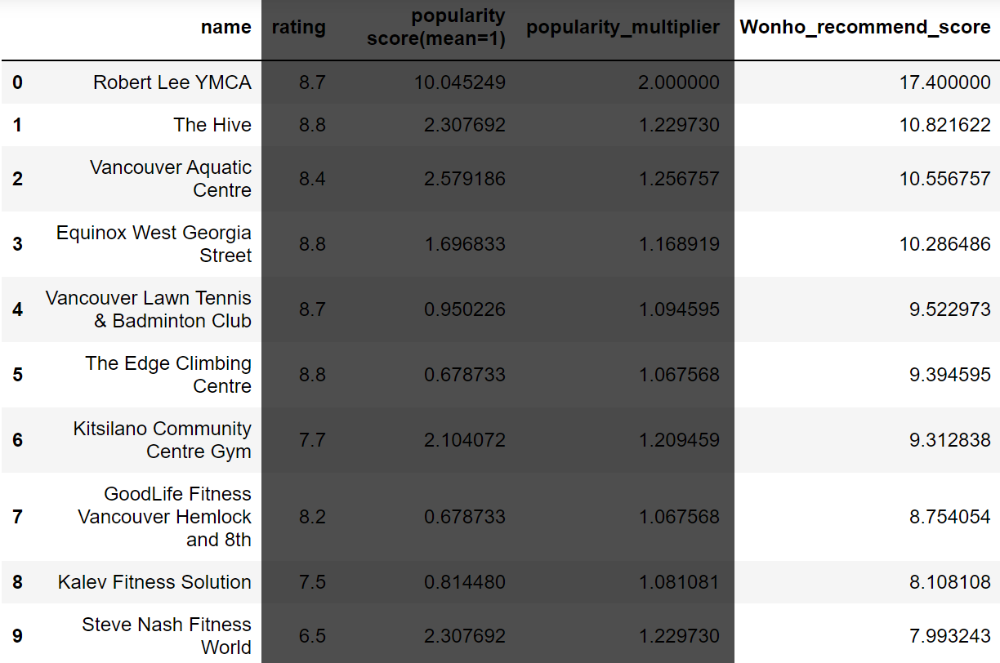 name rating popularity score(mean=1) popularity_multiplier Wonho_recommend_score
0 Robert Lee YMCA 8.7 10.045249 2.000000 17.400000
1 The Hive 8.8 2.307692 1.229730 10.821622
2 Vancouver Aquatic Centre 8.4 2.579186 1.256757 10.556757
3 Equinox West Georgia Street 8.8 1.696833 1.168919 10.286486
4 Vancouver Lawn Tennis & Badminton Club 8.7 0.950226 1.094595 9.522973
5 The Edge Climbing Centre 8.8 0.678733 1.067568 9.394595
6 Kitsilano Community Centre Gym 7.7 2.104072 1.209459 9.312838
7 GoodLife Fitness Vancouver Hemlock and 8th 8.2 0.678733 1.067568 8.754054
8 Kalev Fitness Solution 7.5 0.814480 1.081081 8.108108
9 Steve Nash Fitness World 6.5 2.307692 1.229730 7.993243